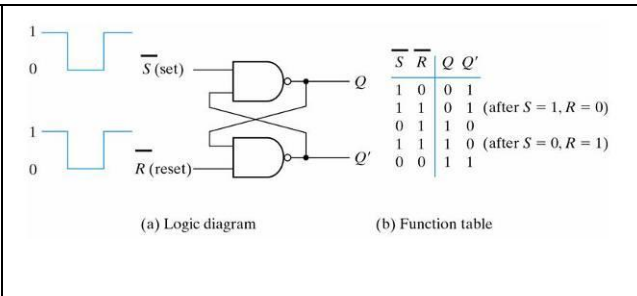 1
0
S (set)
Q
1
0
R (reset)
Q'
(a) Logic diagram
S R Q Q'
1 0 0 1
1 1 0 1 (after S = 1, R = 0)
0 1 1 0
1 1 1 0 (after S = 0, R = 1)
0 0 1 1
(b) Function table